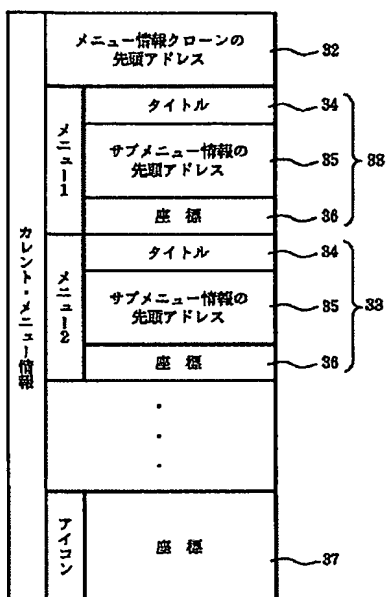 メニュー情報クローンの
先頭アドレス
32
カレント・メニュー情報
メニュー1
タイトル
34
サブメニュー情報の
先頭アドレス
35
33
座標
36
メニュー2
タイトル
34
サブメニュー情報の
先頭アドレス
35
33
座標
36
・
・
・
アイコン
座標
37